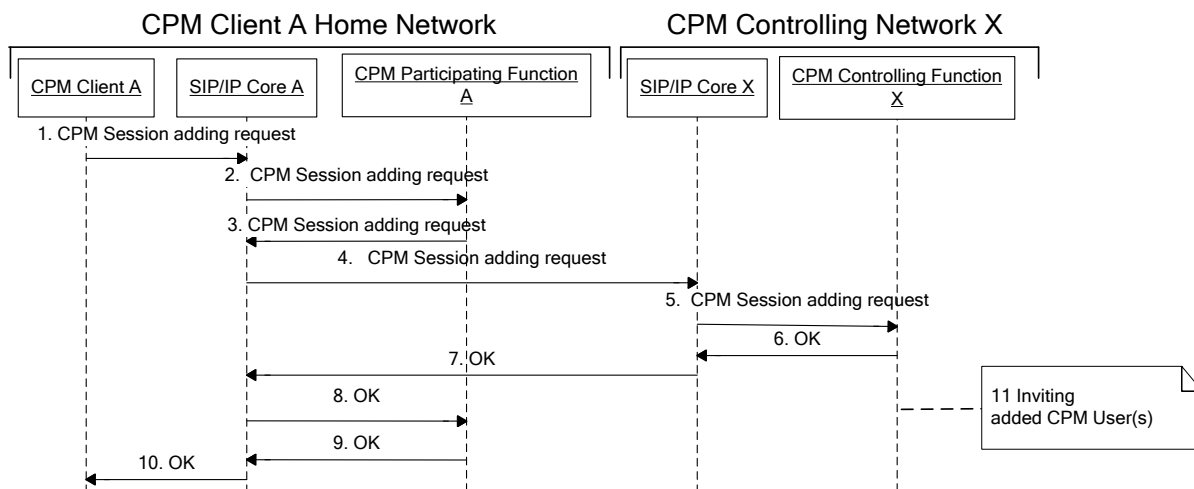 CPM Client A Home Network
CPM Controlling Network X
CPM Client A
SIP/IP Core A
CPM Participating Function
A
SIP/IP Core X
CPM Controlling Function
X
1. CPM Session adding request
2. CPM Session adding request
3. CPM Session adding request
4. CPM Session adding request
5. CPM Session adding request
6. OK
7. OK
8. OK
9. OK
10. OK
11 Inviting
added CPM User(s)